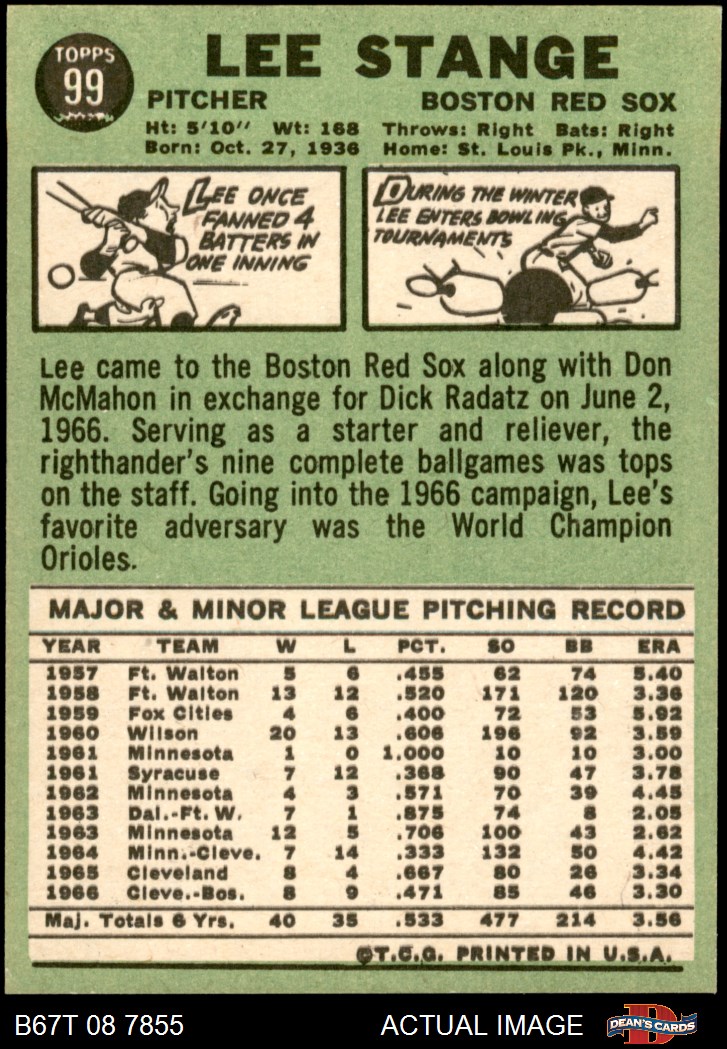 TOPPS
99
LEE STANGE
PITCHER BOSTON RED SOX
Ht: 5'10" Wt: 168 Throws: Right Bats: Right
Born: Oct. 27, 1936 Home: St. Louis Pk., Minn.
LEE ONCE
FANNED 4
BATTERS IN
ONE INNING
DURING THE WINTER
LEE ENTERS BOWLING
TOURNAMENTS
Lee came to the Boston Red Sox along with Don
McMahon in exchange for Dick Radatz on June 2,
1966. Serving as a starter and reliever, the
righthander's nine complete ballgames was tops
on the staff. Going into the 1966 campaign, Lee's
favorite adversary was the World Champion
Orioles.
MAJOR & MINOR LEAGUE PITCHING RECORD
YEAR TEAM W L PCT. SO BB ERA
1957 Ft. Walton 5 6 .455 62 74 5.40
1958 Ft. Walton 13 12 .520 171 120 3.36
1959 Fox Cities 4 6 .400 72 53 5.92
1960 Wilson 20 13 .606 196 92 3.59
1961 Minnesota 1 0 1.000 10 10 3.00
1961 Syracuse 7 12 .368 90 47 3.78
1962 Minnesota 4 3 .571 70 39 4.45
1963 Dal.-Ft. W. 7 1 .875 74 8 2.05
1963 Minnesota 12 5 .706 100 43 2.62
1964 Minn.-Cleve. 7 14 .333 132 50 4.42
1965 Cleveland 8 4 .667 80 26 3.34
1966 Cleve.-Bos. 8 9 .471 85 46 3.30
Maj. Totals 6 Yrs. 40 35 .533 477 214 3.56
©T.C.G. PRINTED IN U.S.A.
B67T 08 7855 ACTUAL IMAGE DEAN'S CARDS